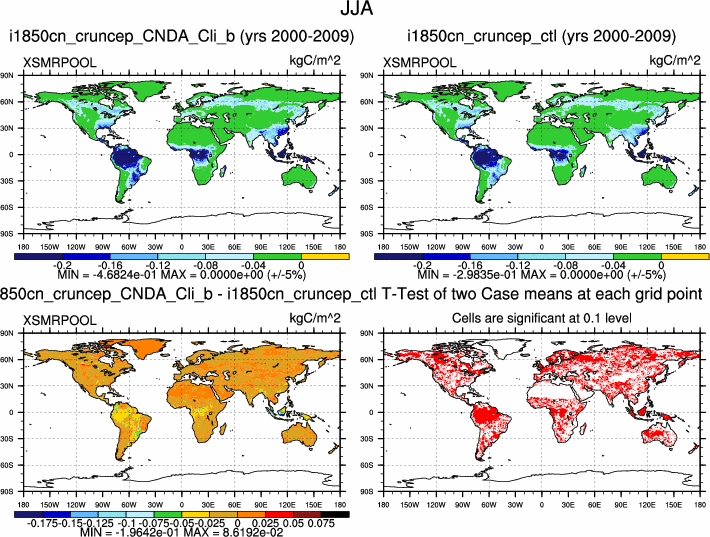 JJA
i1850cn_cruncep_CNDA_Cli_b (yrs 2000-2009)
i1850cn_cruncep_ctl (yrs 2000-2009)
XSMRPOOL kgC/m^2
XSMRPOOL kgC/m^2
90N
60N
30N
0
30S
60S
90S
180 150W 120W 90W 60W 30W 0 30E 60E 90E 120E 150E 180
-0.2 -0.16 -0.12 -0.08 -0.04 0
MIN = -4.6824e-01 MAX = 0.0000e+00 (+/-5%)
90N
60N
30N
0
30S
60S
90S
180 150W 120W 90W 60W 30W 0 30E 60E 90E 120E 150E 180
-0.2 -0.16 -0.12 -0.08 -0.04 0
MIN = -2.9835e-01 MAX = 0.0000e+00 (+/-5%)
850cn_cruncep_CNDA_Cli_b - i1850cn_cruncep_ctl
T-Test of two Case means at each grid point
XSMRPOOL kgC/m^2
Cells are significant at 0.1 level
90N
60N
30N
0
30S
60S
90S
180 150W 120W 90W 60W 30W 0 30E 60E 90E 120E 150E 180
-0.175 -0.15 -0.125 -0.1 -0.075 -0.05 -0.025 0 0.025 0.05 0.075
MIN = -1.9642e-01 MAX = 8.6192e-02
90N
60N
30N
0
30S
60S
90S
180 150W 120W 90W 60W 30W 0 30E 60E 90E 120E 150E 180